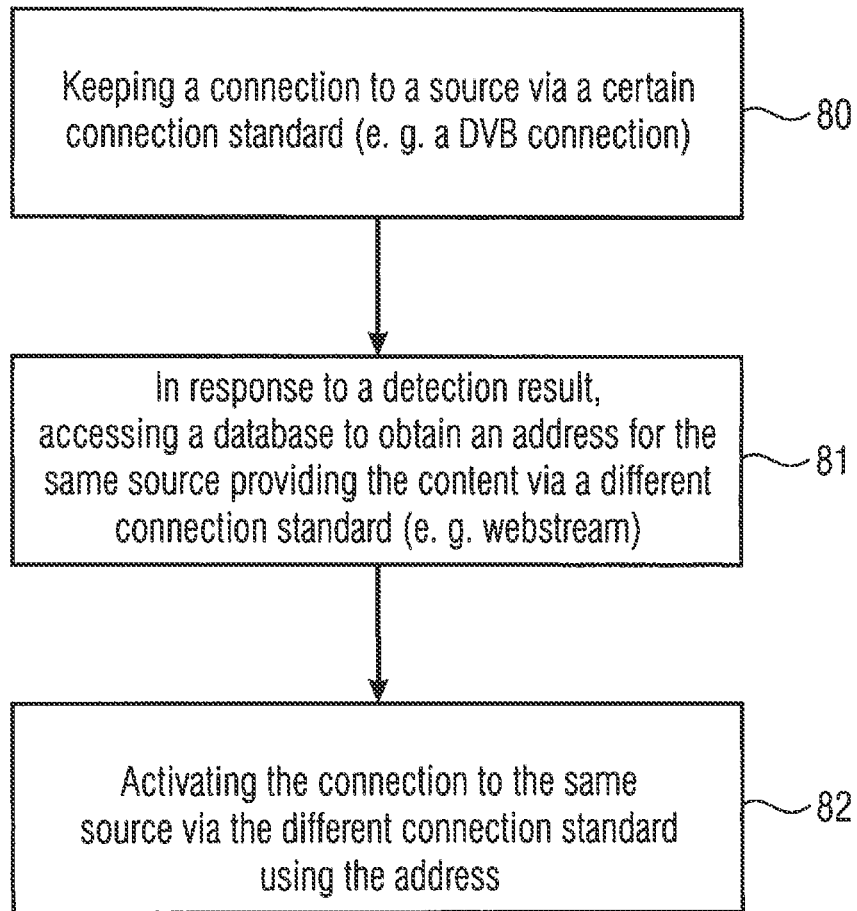 Keeping a connection to a source via a certain
connection standard (e. g. a DVB connection)
80
In response to a detection result,
accessing a database to obtain an address for the
same source providing the content via a different
connection standard (e. g. webstream)
81
Activating the connection to the same
source via the different connection standard
using the address
82